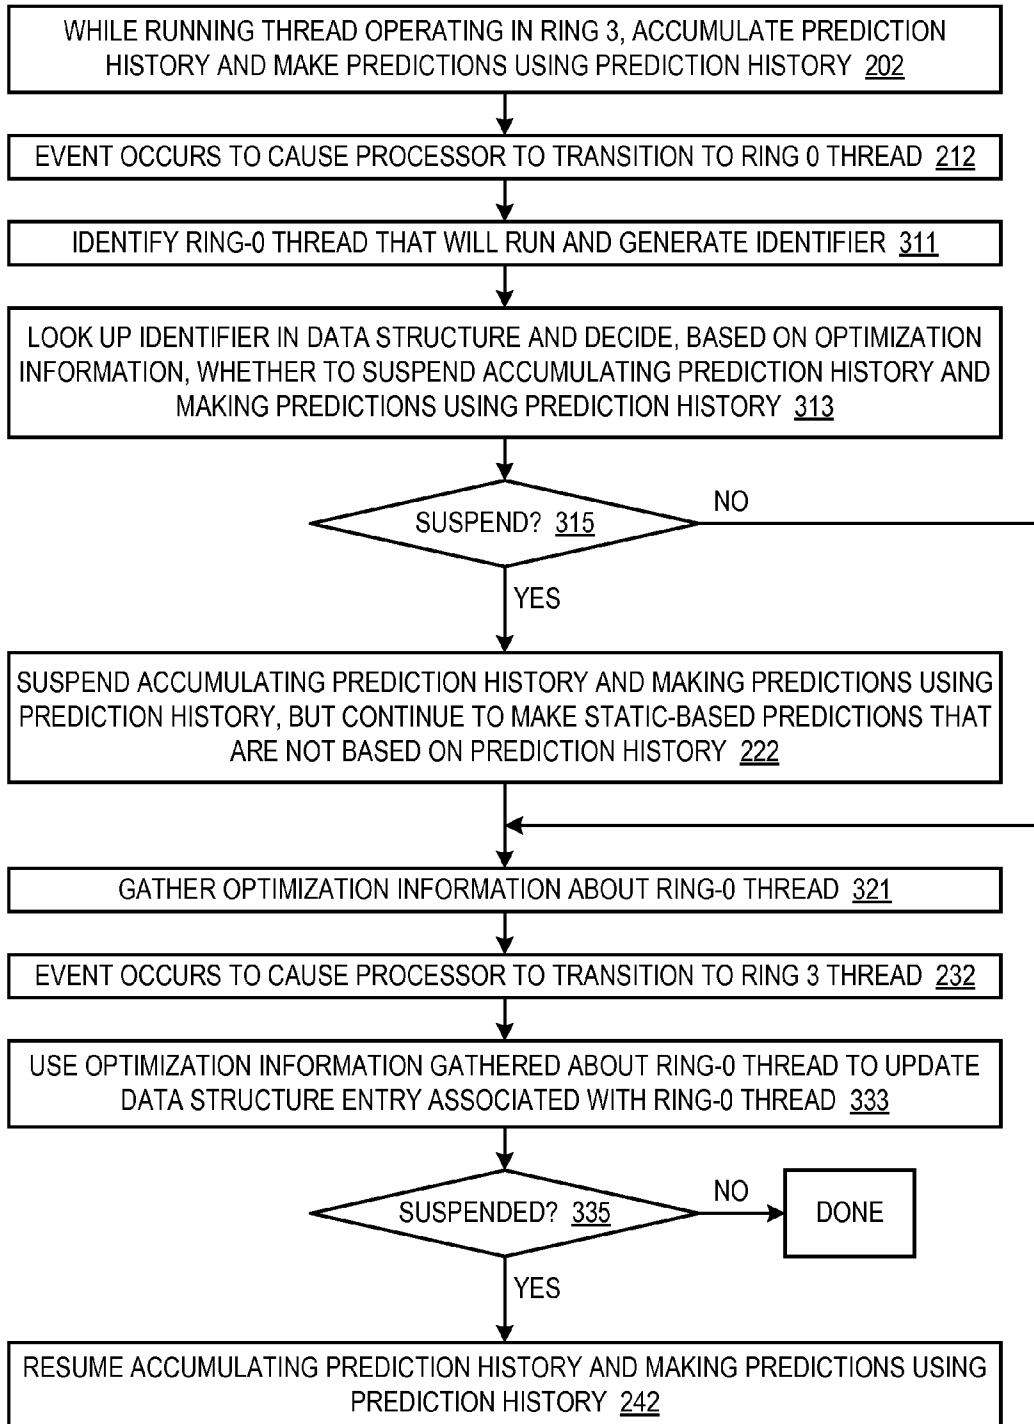 WHILE RUNNING THREAD OPERATING IN RING 3, ACCUMULATE PREDICTION
HISTORY AND MAKE PREDICTIONS USING PREDICTION HISTORY 202
EVENT OCCURS TO CAUSE PROCESSOR TO TRANSITION TO RING 0 THREAD 212
IDENTIFY RING-0 THREAD THAT WILL RUN AND GENERATE IDENTIFIER 311
LOOK UP IDENTIFIER IN DATA STRUCTURE AND DECIDE, BASED ON OPTIMIZATION
INFORMATION, WHETHER TO SUSPEND ACCUMULATING PREDICTION HISTORY AND
MAKING PREDICTIONS USING PREDICTION HISTORY 313
SUSPEND? 315
NO
YES
SUSPEND ACCUMULATING PREDICTION HISTORY AND MAKING PREDICTIONS USING
PREDICTION HISTORY, BUT CONTINUE TO MAKE STATIC-BASED PREDICTIONS THAT
ARE NOT BASED ON PREDICTION HISTORY 222
GATHER OPTIMIZATION INFORMATION ABOUT RING-0 THREAD 321
EVENT OCCURS TO CAUSE PROCESSOR TO TRANSITION TO RING 3 THREAD 232
USE OPTIMIZATION INFORMATION GATHERED ABOUT RING-0 THREAD TO UPDATE
DATA STRUCTURE ENTRY ASSOCIATED WITH RING-0 THREAD 333
SUSPENDED? 335
NO
DONE
YES
RESUME ACCUMULATING PREDICTION HISTORY AND MAKING PREDICTIONS USING
PREDICTION HISTORY 242